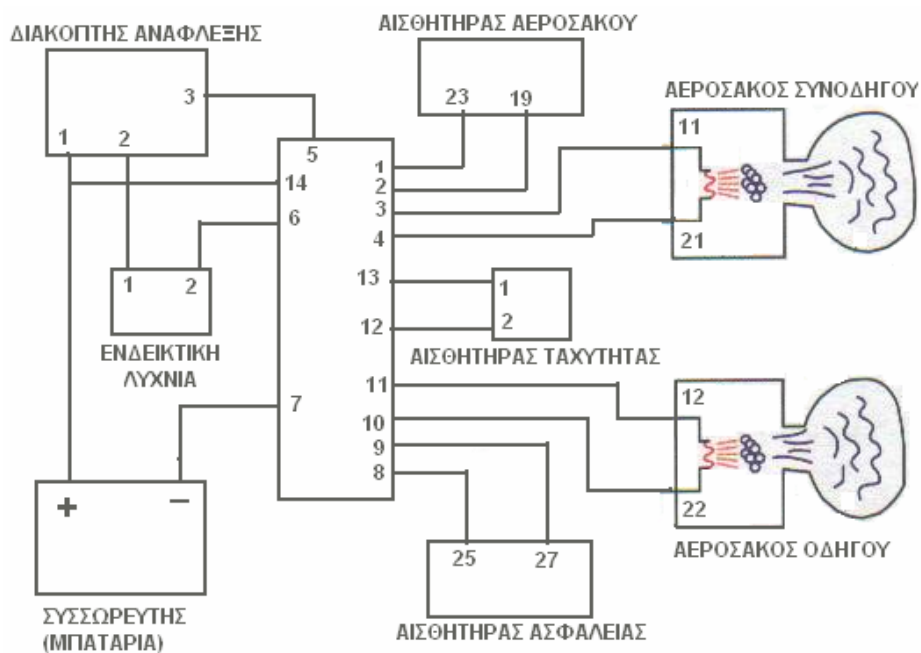 ΔΙΑΚΟΠΤΗΣ ΑΝΑΦΛΕΞΗΣ
3
1 2
ΑΙΣΘΗΤΗΡΑΣ ΑΕΡΟΣΑΚΟΥ
23 19
ΑΕΡΟΣΑΚΟΣ ΣΥΝΟΔΗΓΟΥ
11
21
5
14
6
7
1
2
3
4
13
12
11
10
9
8
1 2
ΕΝΔΕΙΚΤΙΚΗ
ΛΥΧΝΙΑ
1
2
ΑΙΣΘΗΤΗΡΑΣ ΤΑΧΥΤΗΤΑΣ
12
22
ΑΕΡΟΣΑΚΟΣ ΟΔΗΓΟΥ
+ −
ΣΥΣΣΩΡΕΥΤΗΣ
(ΜΠΑΤΑΡΙΑ)
25 27
ΑΙΣΘΗΤΗΡΑΣ ΑΣΦΑΛΕΙΑΣ